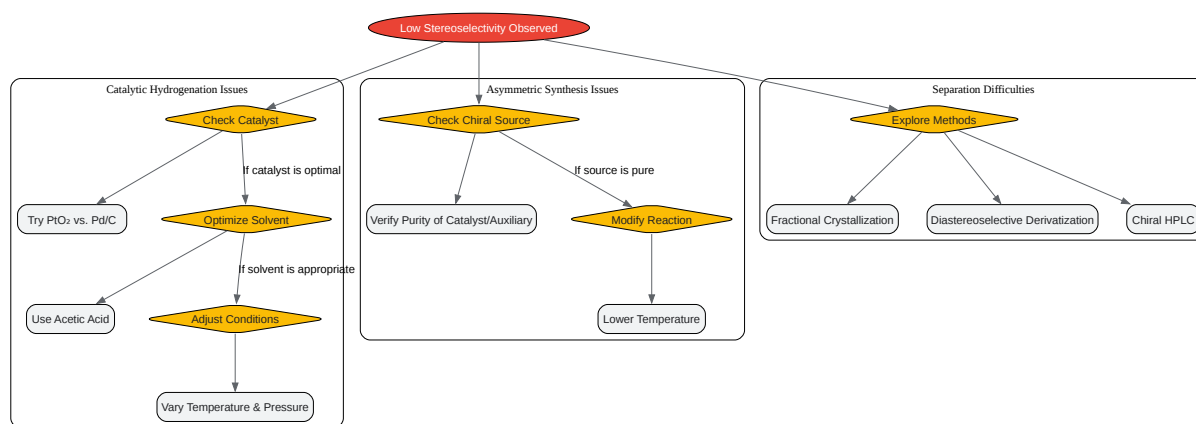 Low Stereoselectivity Observed
Catalytic Hydrogenation Issues
Asymmetric Synthesis Issues
Separation Difficulties
Check Catalyst
Check Chiral Source
Explore Methods
If catalyst is optimal
If source is pure
Try PtO₂ vs. Pd/C
Optimize Solvent
Verify Purity of Catalyst/Auxiliary
Modify Reaction
Fractional Crystallization
Diastereoselective Derivatization
Chiral HPLC
If solvent is appropriate
Use Acetic Acid
Adjust Conditions
Lower Temperature
Vary Temperature & Pressure